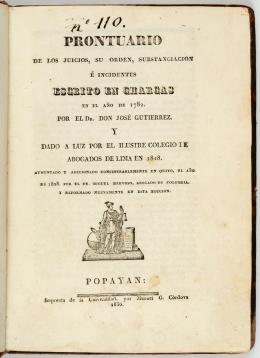 nº 110.
PRONTUARIO
DE LOS JUICIOS, SU ORDEN, SUBSTANCIACION
É INCIDENTES
ESCRITO EN CHARCAS
EN EL AÑO DE 1782.
POR EL DR. DON JOSÉ GUTIERREZ.
Y
DADO A LUZ POR EL ILUSTRE COLEGIO DE
ABOGADOS DE LIMA EN 1818.
AUMENTADO Y ADICIONADO CONSIDERABLEMENTE EN QUITO, EL AÑO
DE 1828 POR EL DR. MIGUEL ABOGADO DE COLOMBIA.
Y REFORMADO NUEVAMENTE EN ESTA EDICION.
POPAYAN:
Imprenta de la Universidad, por Manuel G. Córdova
1836.